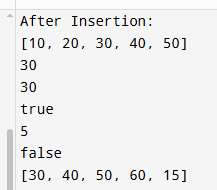 After Insertion:
[10, 20, 30, 40, 50]
30
30
true
5
false
[30, 40, 50, 60, 15]